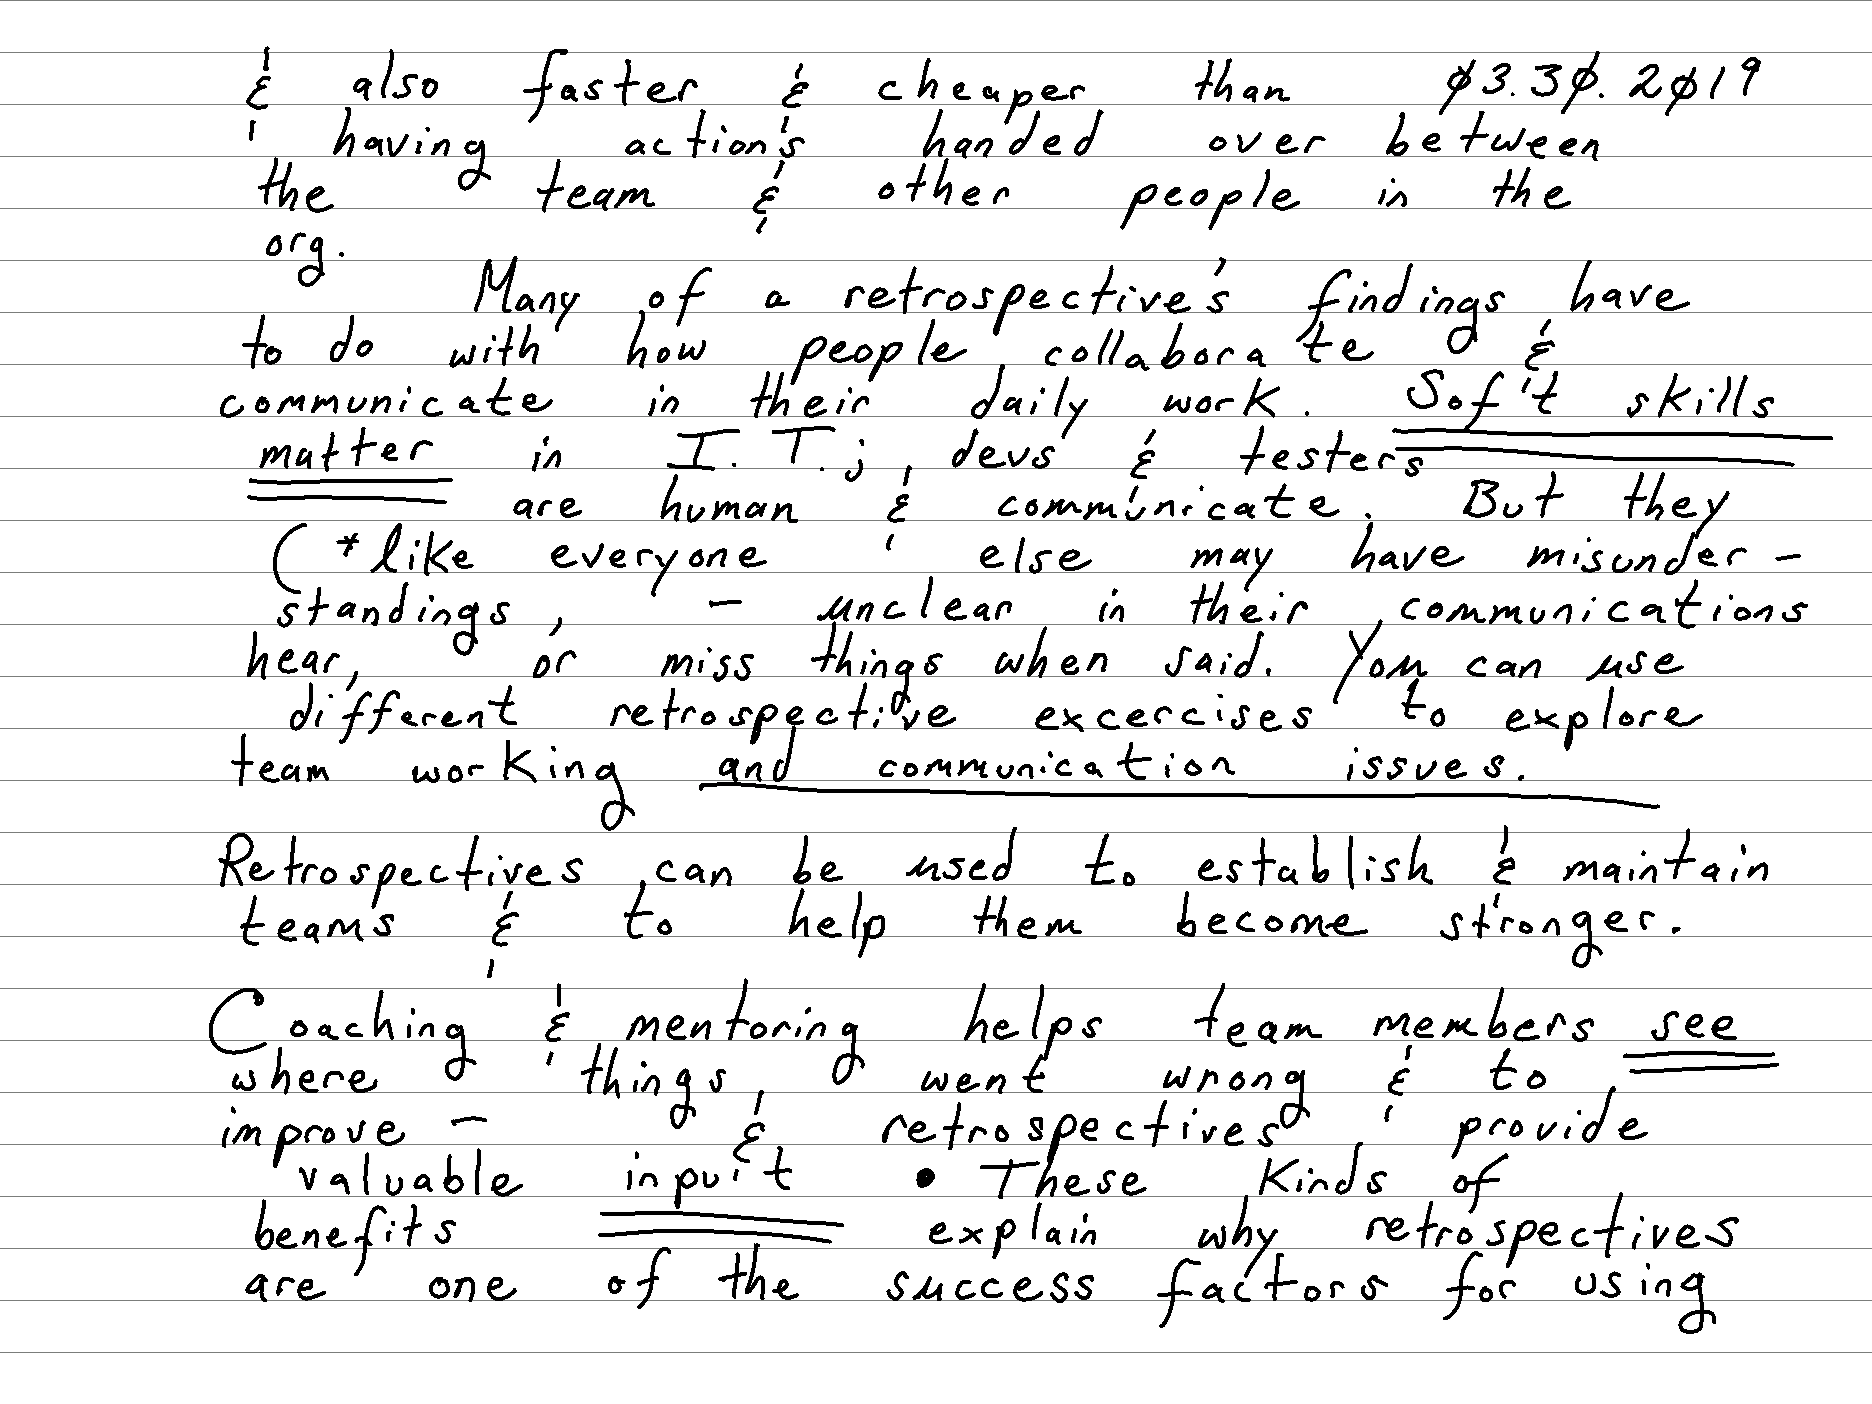 & also faster & cheaper than 03.30.2019
having actions handed over between
the team & other people in the
org.
Many of a retrospective's findings have
to do with how people collaborate &
communicate in their daily work. Soft skills
matter in I.T.; devs & testers
are human & communicate. But they
(*like everyone else may have misunder-
standings, - unclear in their communications
hear, or miss things when said. You can use
different retrospective excercises to explore
team working and communication issues.
Retrospectives can be used to establish & maintain
teams & to help them become stronger.
Coaching & mentoring helps team members see
where things went wrong & to
improve - & retrospectives provide
valuable input • These kinds of
benefits explain why retrospectives
are one of the success factors for using